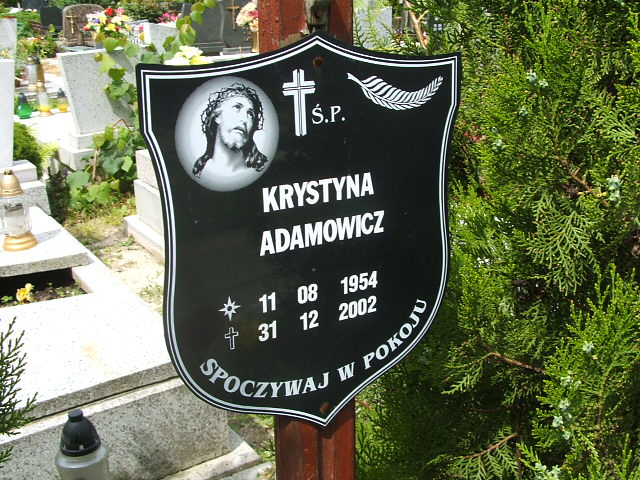 Ś.P.
KRYSTYNA
ADAMOWICZ
11 08 1954
31 12 2002
SPOCZYWAJ W POKOJU